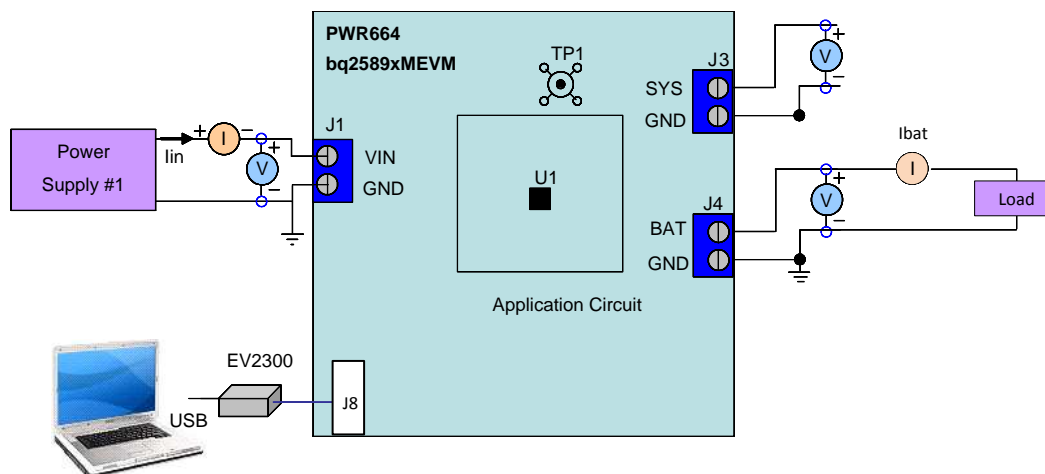 PWR664
bq2589xMEVM
TP1
J3
SYS
GND
+
V
−
Power
Supply #1
Iin
+
I
−
+
V
−
J1
VIN
GND
U1
Ibat
I
J4
BAT
GND
+
V
−
Load
Application Circuit
EV2300
USB
J8